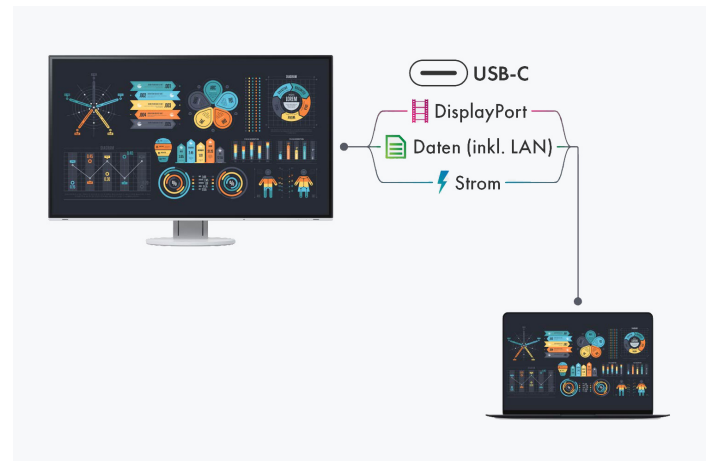 USB-C
DisplayPort
Daten (inkl. LAN)
Strom